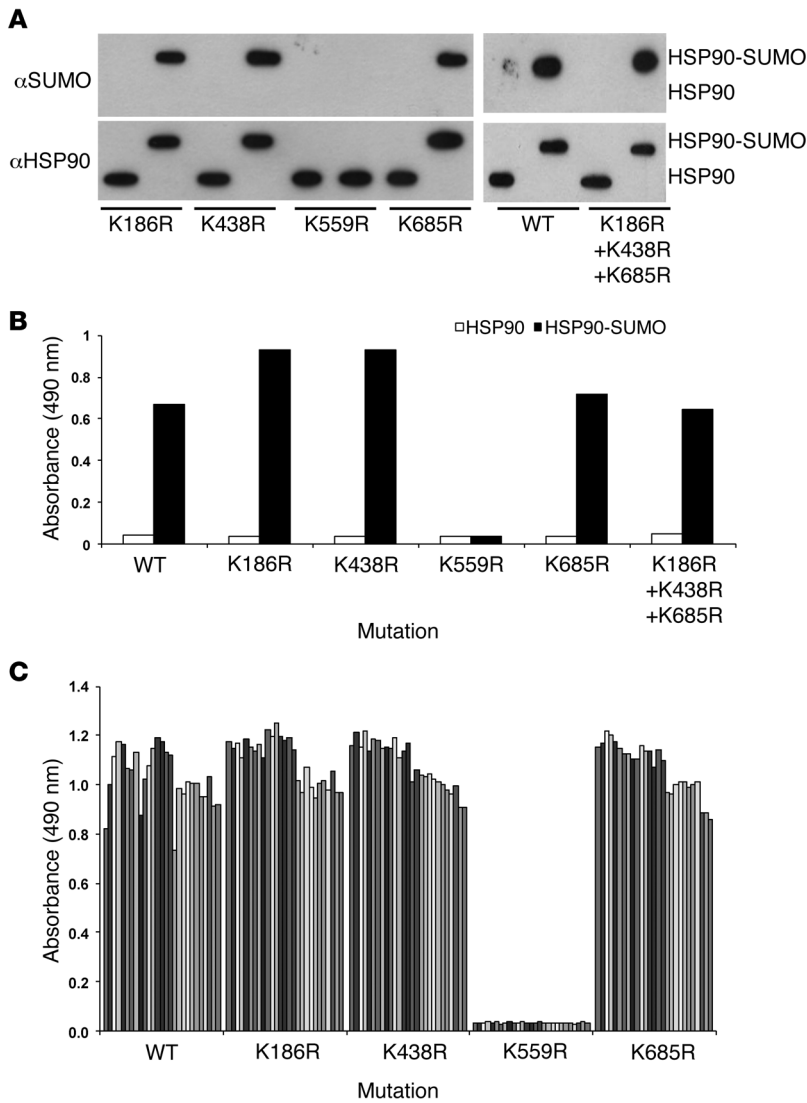 A
αSUMO
HSP90-SUMO
HSP90
αHSP90
HSP90-SUMO
HSP90
K186R K438R K559R K685R WT K186R
+K438R
+K685R
B
HSP90 HSP90-SUMO
Absorbance (490 nm)
1
0.8
0.6
0.4
0.2
0
WT K186R K438R K559R K685R K186R
+K438R
+K685R
Mutation
C
Absorbance (490 nm)
1.4
1.2
1.0
0.8
0.6
0.4
0.2
0.0
WT K186R K438R K559R K685R
Mutation